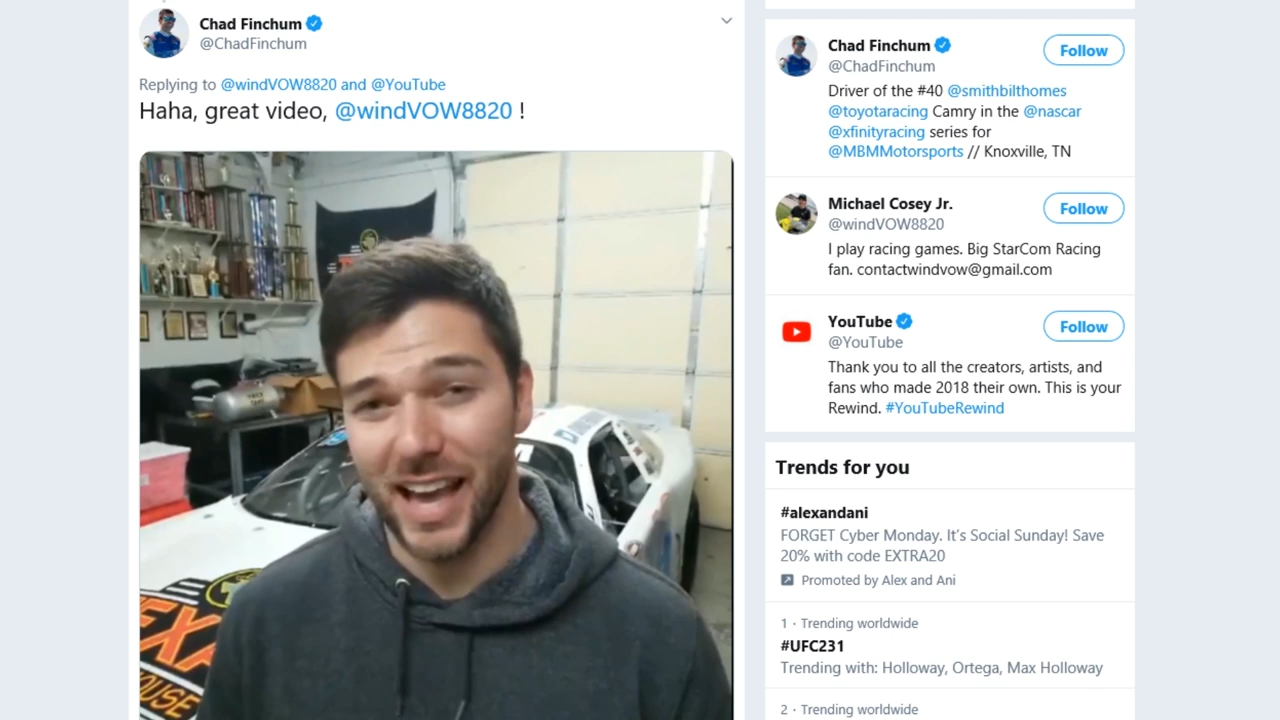 Chad Finchum
@ChadFinchum
Replying to @windVOW8820 and @YouTube
Haha, great video, @windVOW8820 !
HOUSE
Chad Finchum
@ChadFinchum
Follow
Driver of the #40 @smithbilthomes
@toyotaracing Camry in the @nascar
@xfinityracing series for
@MBMMotorsports // Knoxville, TN
Michael Cosey Jr.
@windVOW8820
Follow
I play racing games. Big StarCom Racing
fan. contactwindvow@gmail.com
YouTube
@YouTube
Follow
Thank you to all the creators, artists, and
fans who made 2018 their own. This is your
Rewind. #YouTubeRewind
Trends for you
#alexandani
FORGET Cyber Monday. It's Social Sunday! Save
20% with code EXTRA20
Promoted by Alex and Ani
1 · Trending worldwide
#UFC231
Trending with: Holloway, Ortega, Max Holloway
2 · Trending worldwide